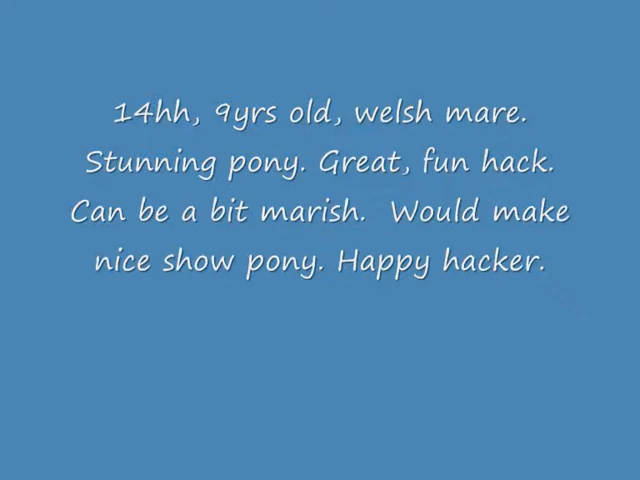 14hh, 9yrs old, welsh mare.
Stunning pony. Great, fun hack.
Can be a bit marish. Would make
nice show pony. Happy hacker.